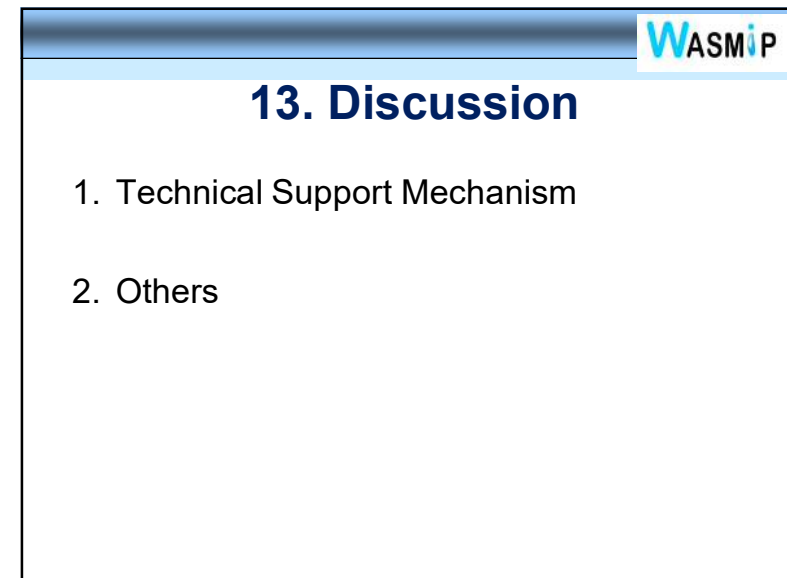 WASMiP
13. Discussion
1. Technical Support Mechanism
2. Others